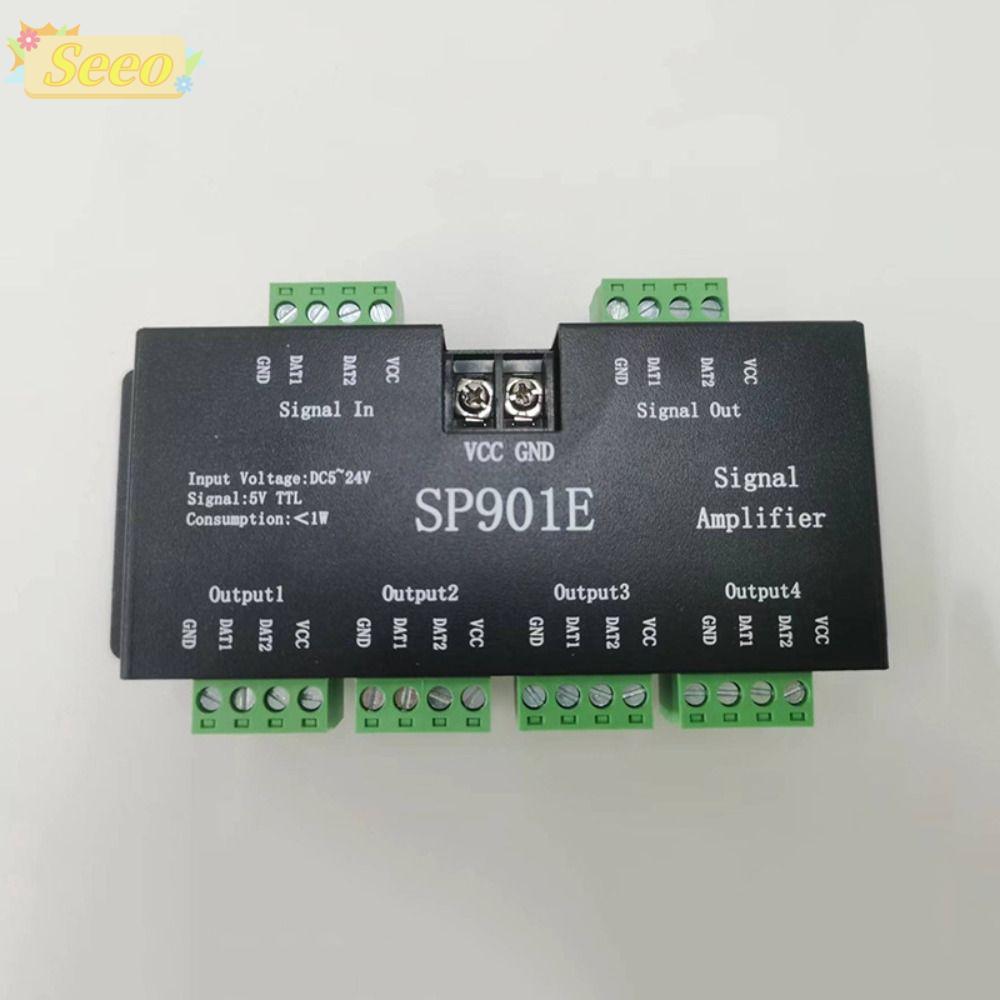 Seeo
GND DAT1 DAT2 VCC
Signal In
GND DAT1 DAT2 VCC
Signal Out
VCC GND
Input Voltage:DC5~24V
Signal:5V TTL
Consumption:<1W
SP901E
Signal
Amplifier
Output1
GND DAT1 DAT2 VCC
Output2
GND DAT1 DAT2 VCC
Output3
GND DAT1 DAT2 VCC
Output4
GND DAT1 DAT2 VCC